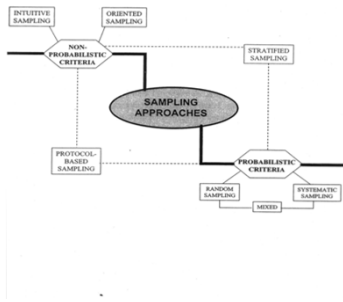 INTUITIVE
SAMPLING
ORIENTED
SAMPLING
NON-
PROBABILISTIC
CRITERIA
STRATIFIED
SAMPLING
SAMPLING
APPROACHES
PROTOCOL-
BASED
SAMPLING
PROBABILISTIC
CRITERIA
RANDOM
SAMPLING
SYSTEMATIC
SAMPLING
MIXED